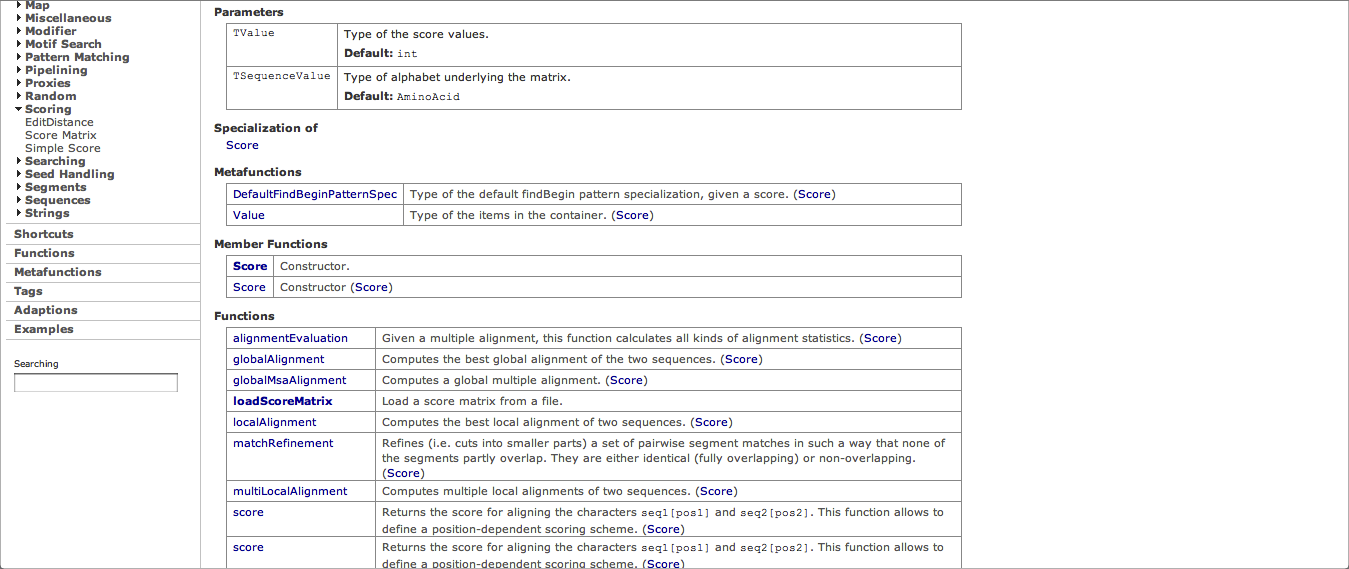 Map
Miscellaneous
Modifier
Motif Search
Pattern Matching
Pipelining
Proxies
Random
Scoring
EditDistance
Score Matrix
Simple Score
Searching
Seed Handling
Segments
Sequences
Strings
Shortcuts
Functions
Metafunctions
Tags
Adaptions
Examples
Searching
Parameters
TValue Type of the score values.
Default: int
TSequenceValue Type of alphabet underlying the matrix.
Default: AminoAcid
Specialization of
Score
Metafunctions
DefaultFindBeginPatternSpec Type of the default findBegin pattern specialization, given a score. (Score)
Value Type of the items in the container. (Score)
Member Functions
Score Constructor.
Score Constructor (Score)
Functions
alignmentEvaluation Given a multiple alignment, this function calculates all kinds of alignment statistics. (Score)
globalAlignment Computes the best global alignment of the two sequences. (Score)
globalMsaAlignment Computes a global multiple alignment. (Score)
loadScoreMatrix Load a score matrix from a file.
localAlignment Computes the best local alignment of two sequences. (Score)
matchRefinement Refines (i.e. cuts into smaller parts) a set of pairwise segment matches in such a way that none of
the segments partly overlap. They are either identical (fully overlapping) or non-overlapping.
(Score)
multiLocalAlignment Computes multiple local alignments of two sequences. (Score)
score Returns the score for aligning the characters seq1[pos1] and seq2[pos2]. This function allows to
define a position-dependent scoring scheme. (Score)
score Returns the score for aligning the characters seq1[pos1] and seq2[pos2]. This function allows to
define a position-dependent scoring scheme. (Score)